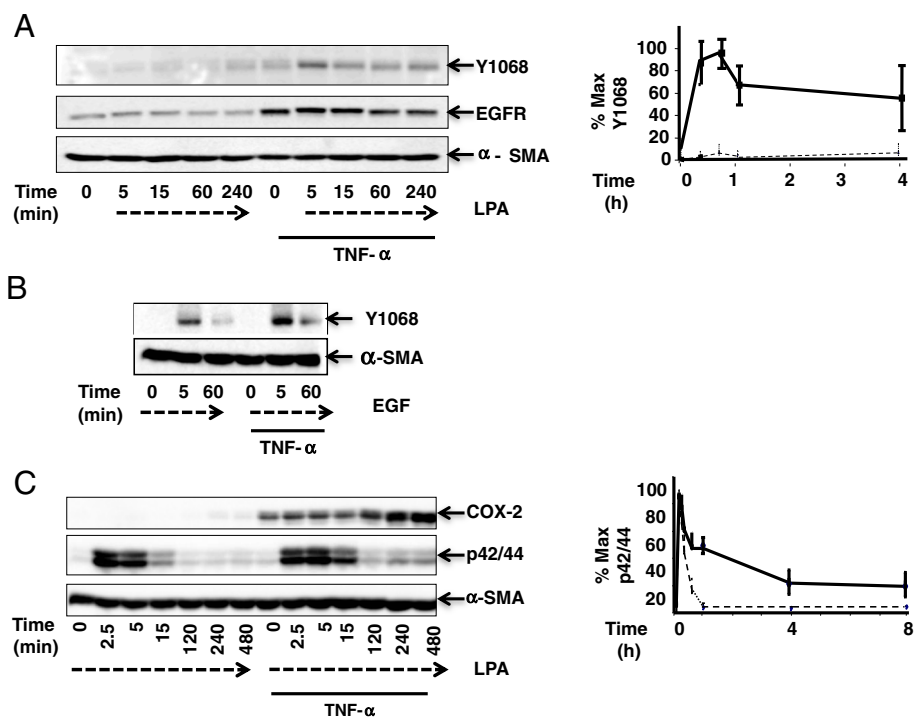 A
Y1068
EGFR
α - SMA
Time (min) 0 5 15 60 240 0 5 15 60 240 LPA
TNF- α
% Max Y1068
100
80
60
40
20
0
0 1 2 3 4
Time (h)
B
Y1068
α-SMA
Time (min) 0 5 60 0 5 60 EGF
TNF- α
C
COX-2
p42/44
α-SMA
Time (min) 0 2.5 5 15 120 240 480 0 2.5 5 15 120 240 480 LPA
TNF- α
% Max p42/44
100
80
60
40
20
0 4 8
Time (h)